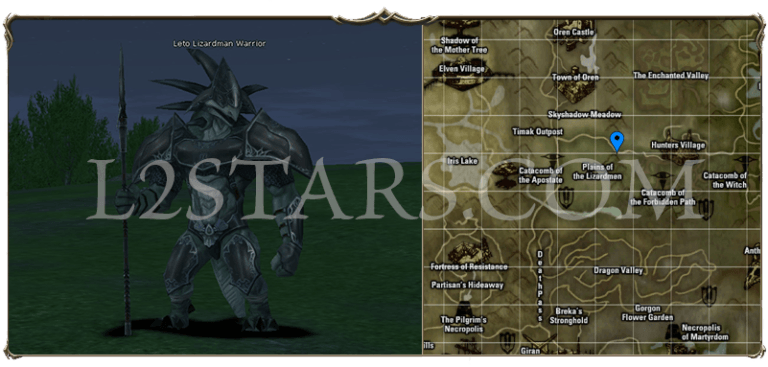 Leto Lizardman Warrior
L2STARS.COM
Oren Castle
Shadow of
the Mother Tree
Elven Village
Town of Oren
The Enchanted Valley
Skyshadow Meadow
Timak Outpost
Hunters Village
Iris Lake
Plains of
the Lizardmen
Catacomb of
the Apostate
Catacomb of
the Witch
Catacomb of
the Forbidden Path
Fortress of Resistance
Death Pass
Dragon Valley
Partisan's Hideaway
Breka's
Stronghold
Gorgon
Flower Garden
The Pilgrim's
Necropolis
Necropolis
of Martyrdom
Giran